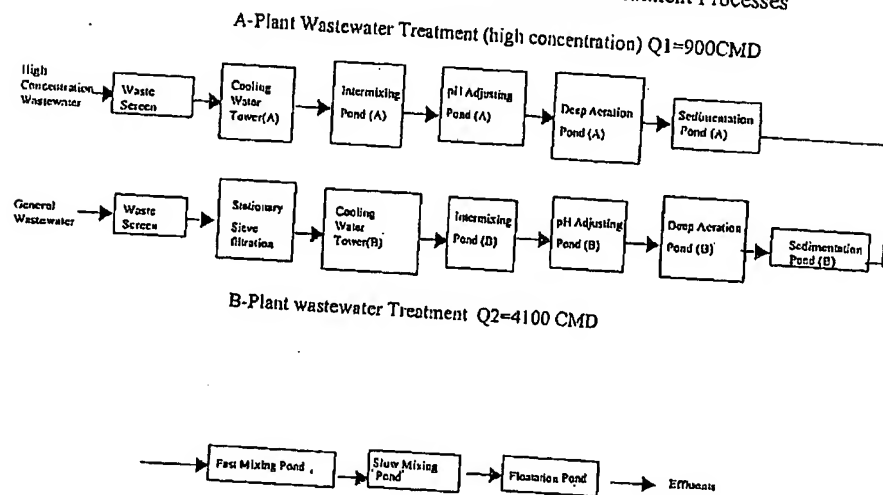 ment Processes
A-Plant Wastewater Treatment (high concentration) Q1=900CMD
High
Concentration
Wastewater
Waste
Screen
Cooling
Water
Tower(A)
Intermixing
Pond (A)
pH Adjusting
Pond (A)
Deep Aeration
Pond (A)
Sedimentation
Pond (A)
General
Wastewater
Waste
Screen
Stationary
Sieve
filtration
Cooling
Water
Tower(B)
Intermixing
Pond (B)
pH Adjusting
Pond (B)
Deep Aeration
Pond (B)
Sedimentation
Pond (B)
B-Plant wastewater Treatment Q2=4100 CMD
Fast Mixing Pond
Slow Mixing
Pond
Floatation Pond
Effluents